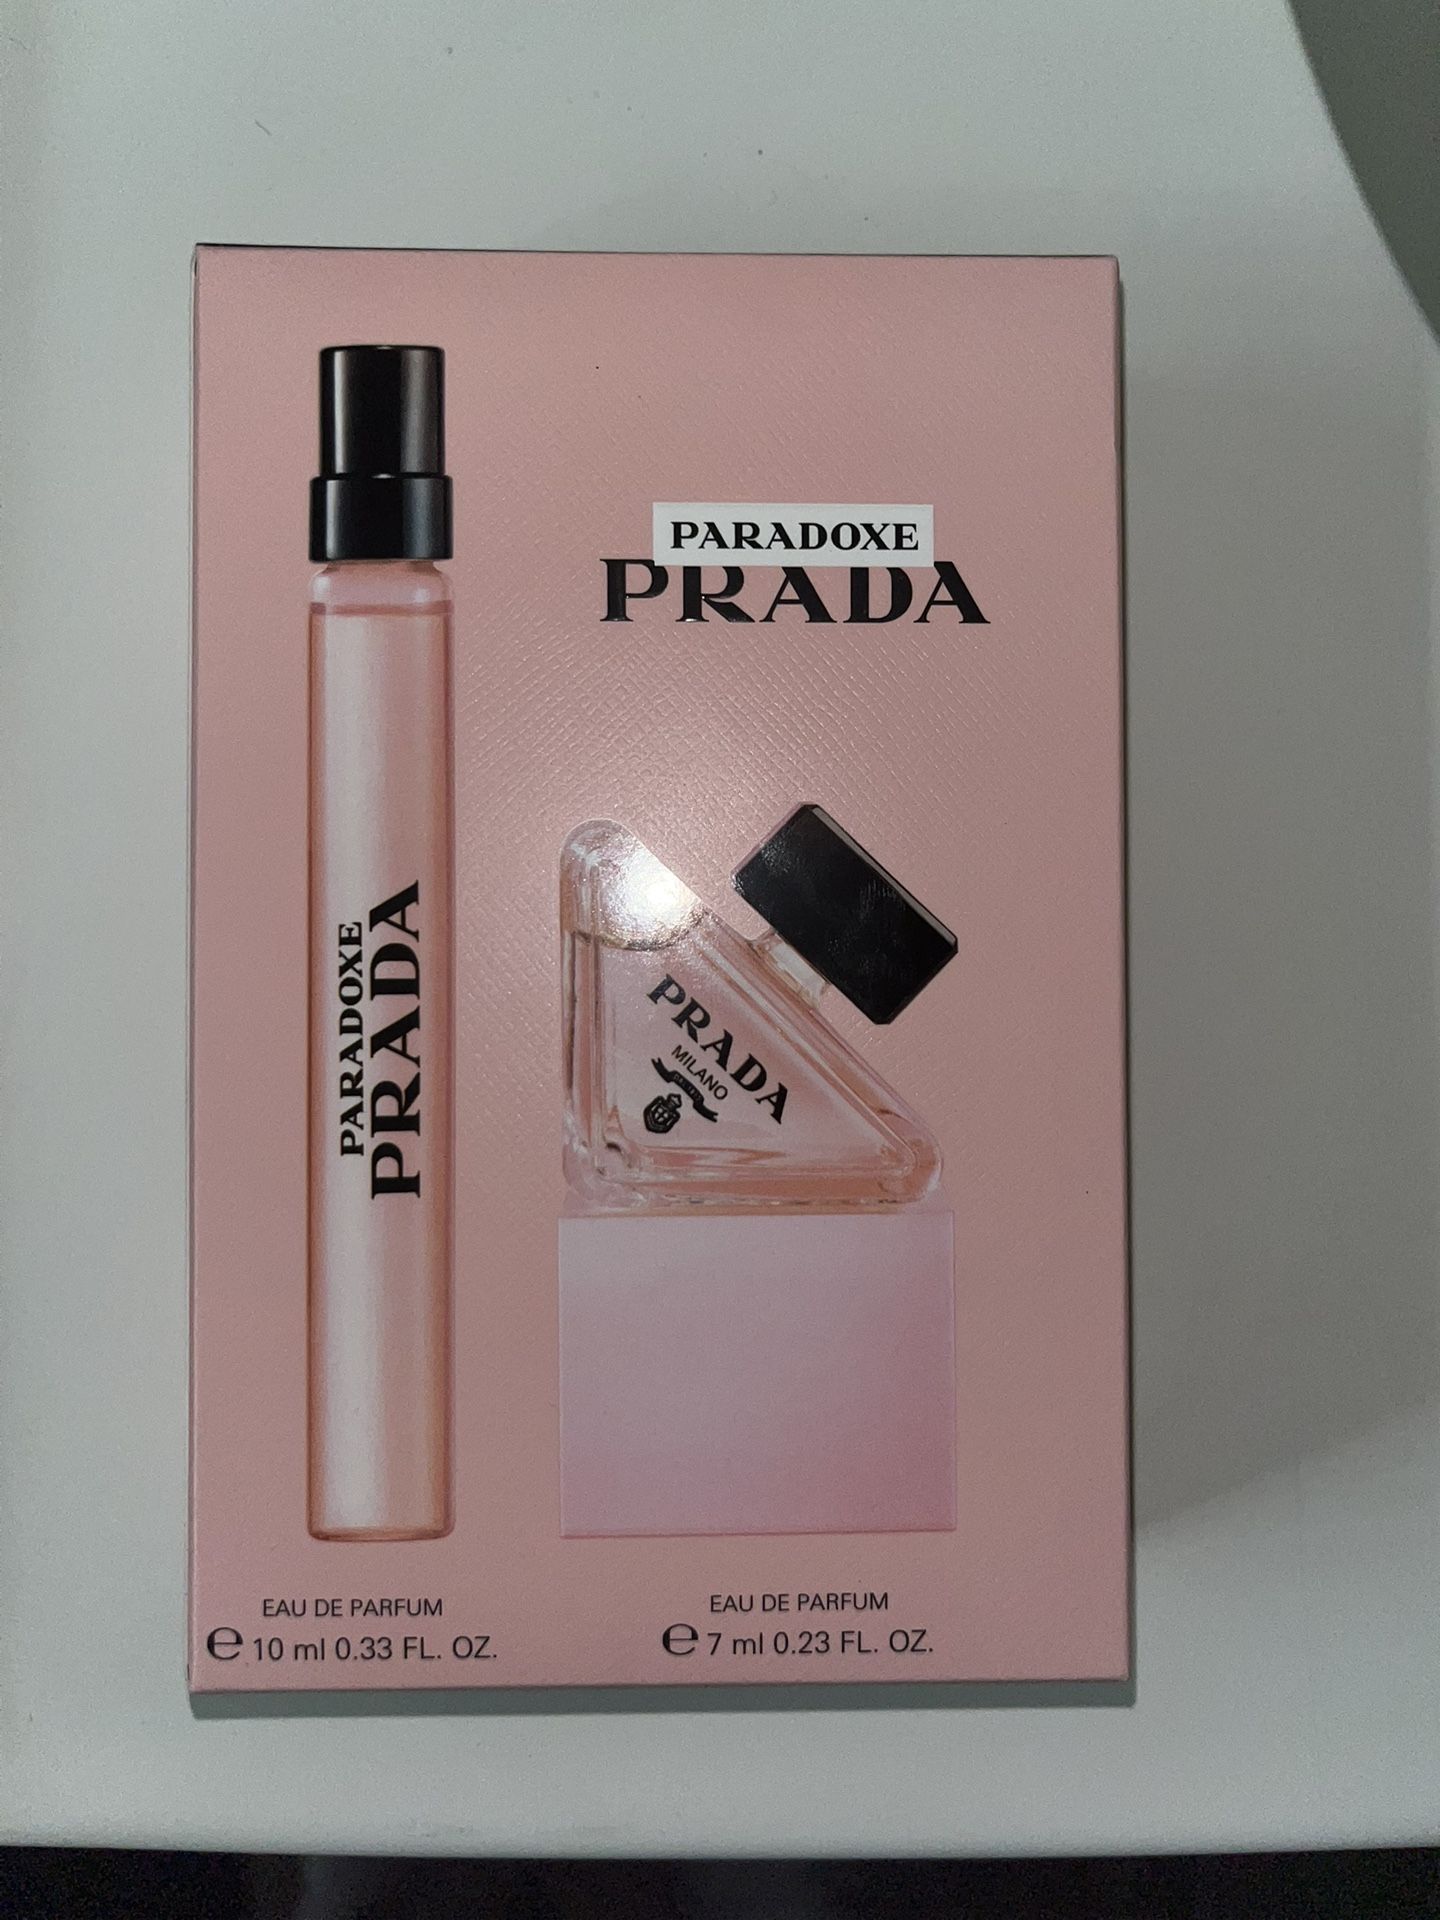 PARADOXE
PRADA
PARADOXE
PRADA
PRADA
MILANO
EAU DE PARFUM
℮ 10 ml 0.33 FL. OZ.
EAU DE PARFUM
℮ 7 ml 0.23 FL. OZ.